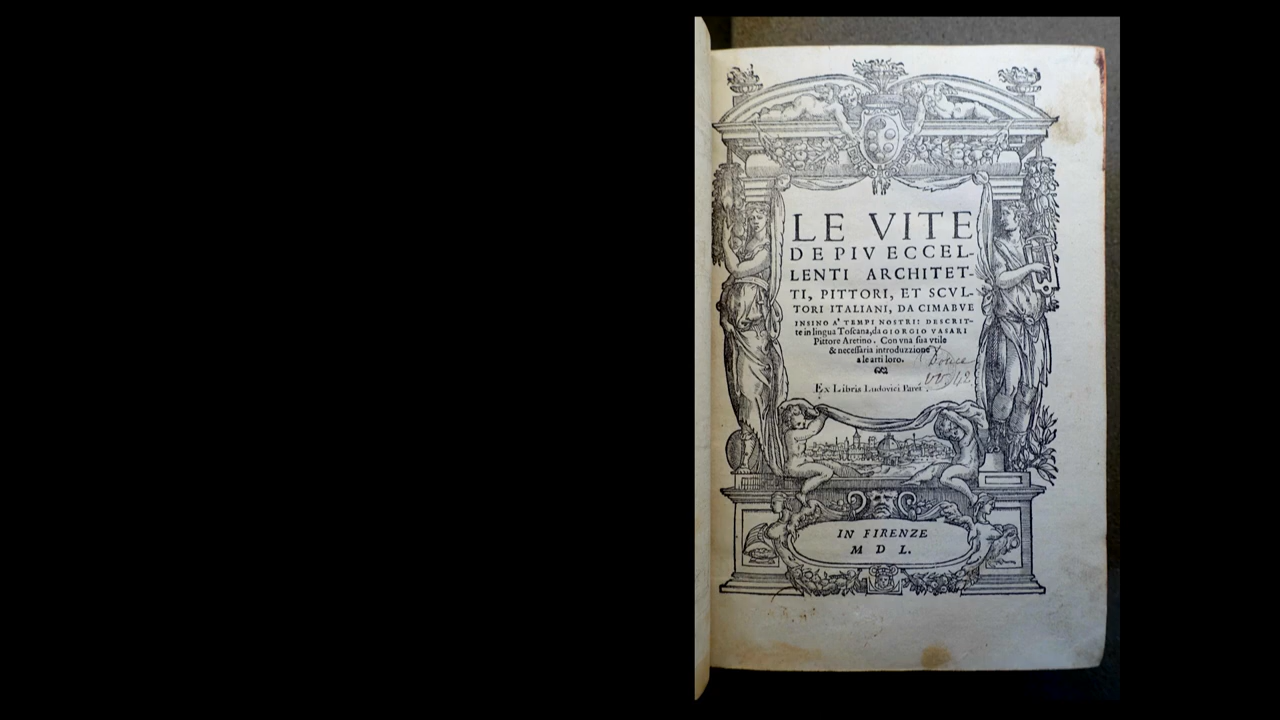 LE VITE
DE PIV ECCEL-
LENTI ARCHITET-
TI, PITTORI, ET SCVL-
TORI ITALIANI, DA CIMABVE
INSINO A' TEMPI NOSTRI: DESCRIT-
te in lingua Toſcana, da GIORGIO VASARI
Pittore Aretino. Con vna ſua vtile
& neceſſaria introduzzione
a le arti loro.
Ex Libris Ludovici
IN FIRENZE
M D L.